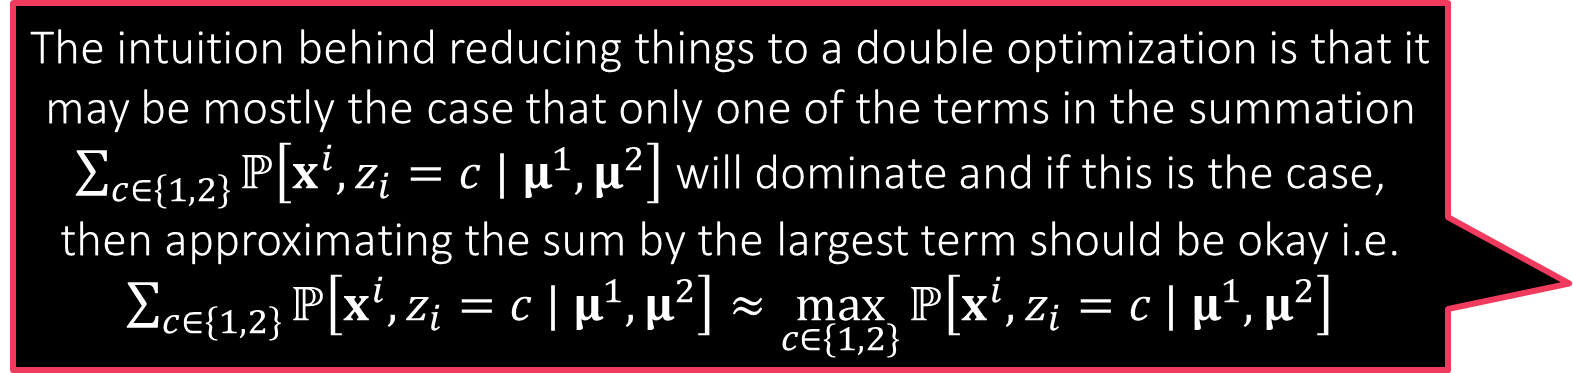 The intuition behind reducing things to a double optimization is that it
may be mostly the case that only one of the terms in the summation
∑_{c∈{1,2}} ℙ[𝐱^i, z_i = c | 𝛍^1, 𝛍^2] will dominate and if this is the case,
then approximating the sum by the largest term should be okay i.e.
∑_{c∈{1,2}} ℙ[𝐱^i, z_i = c | 𝛍^1, 𝛍^2] ≈ max_{c∈{1,2}} ℙ[𝐱^i, z_i = c | 𝛍^1, 𝛍^2]